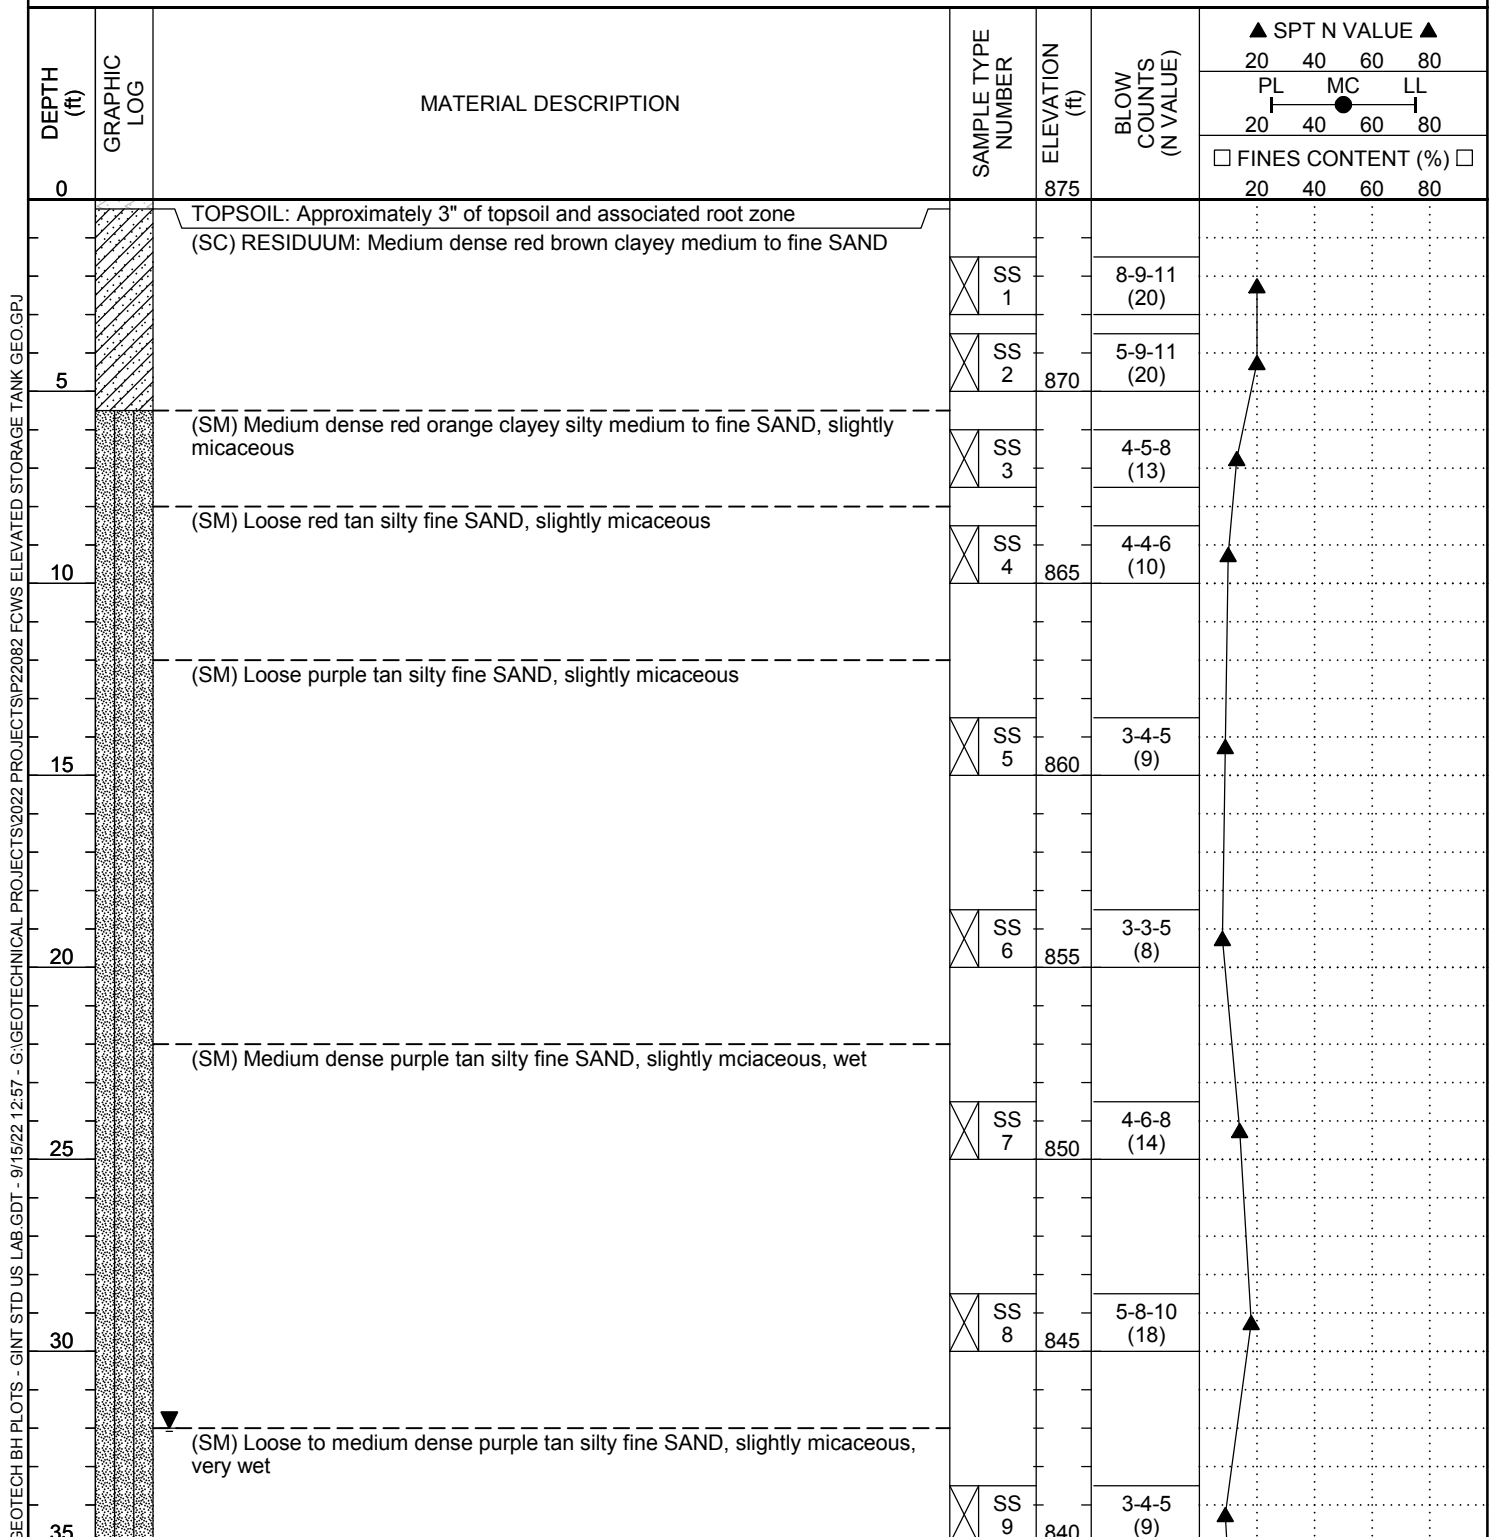 DEPTH
(ft)
GRAPHIC
LOG
MATERIAL DESCRIPTION
SAMPLE TYPE
NUMBER
ELEVATION
(ft)
BLOW
COUNTS
(N VALUE)
▲ SPT N VALUE ▲
20 40 60 80
PL MC LL
20 40 60 80
□ FINES CONTENT (%) □
20 40 60 80
0
875
TOPSOIL: Approximately 3" of topsoil and associated root zone
(SC) RESIDUUM: Medium dense red brown clayey medium to fine SAND
SS
1
8-9-11
(20)
SS
2
5-9-11
(20)
5
870
(SM) Medium dense red orange clayey silty medium to fine SAND, slightly
micaceous
SS
3
4-5-8
(13)
(SM) Loose red tan silty fine SAND, slightly micaceous
SS
4
4-4-6
(10)
10
865
(SM) Loose purple tan silty fine SAND, slightly micaceous
SS
5
3-4-5
(9)
15
860
SS
6
3-3-5
(8)
20
855
(SM) Medium dense purple tan silty fine SAND, slightly mciaceous, wet
SS
7
4-6-8
(14)
25
850
SS
8
5-8-10
(18)
30
845
(SM) Loose to medium dense purple tan silty fine SAND, slightly micaceous,
very wet
SS
9
3-4-5
(9)
35
840
GEOTECH BH PLOTS - GINT STD US LAB.GDT - 9/15/22 12:57 - G:\GEOTECHNICAL PROJECTS\2022 PROJECTS\P22082 FCWS ELEVATED STORAGE TANK GEO.GPJ